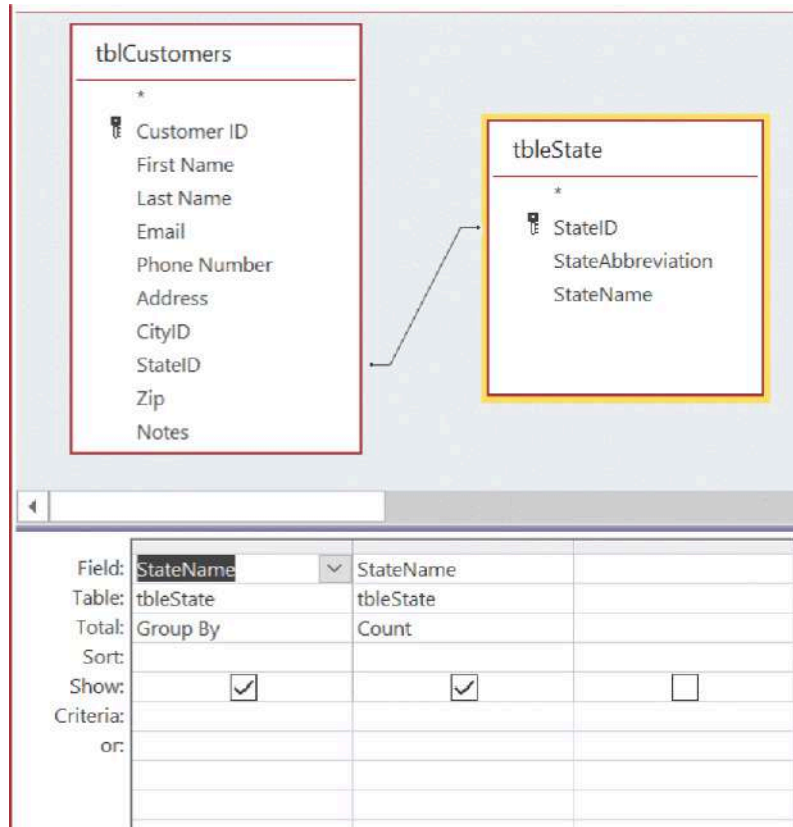 tblCustomers
*
Customer ID
First Name
Last Name
Email
Phone Number
Address
CityID
StateID
Zip
Notes
tbleState
*
StateID
StateAbbreviation
StateName
Field: StateName StateName
Table: tbleState tbleState
Total: Group By Count
Sort:
Show:
Criteria:
or: